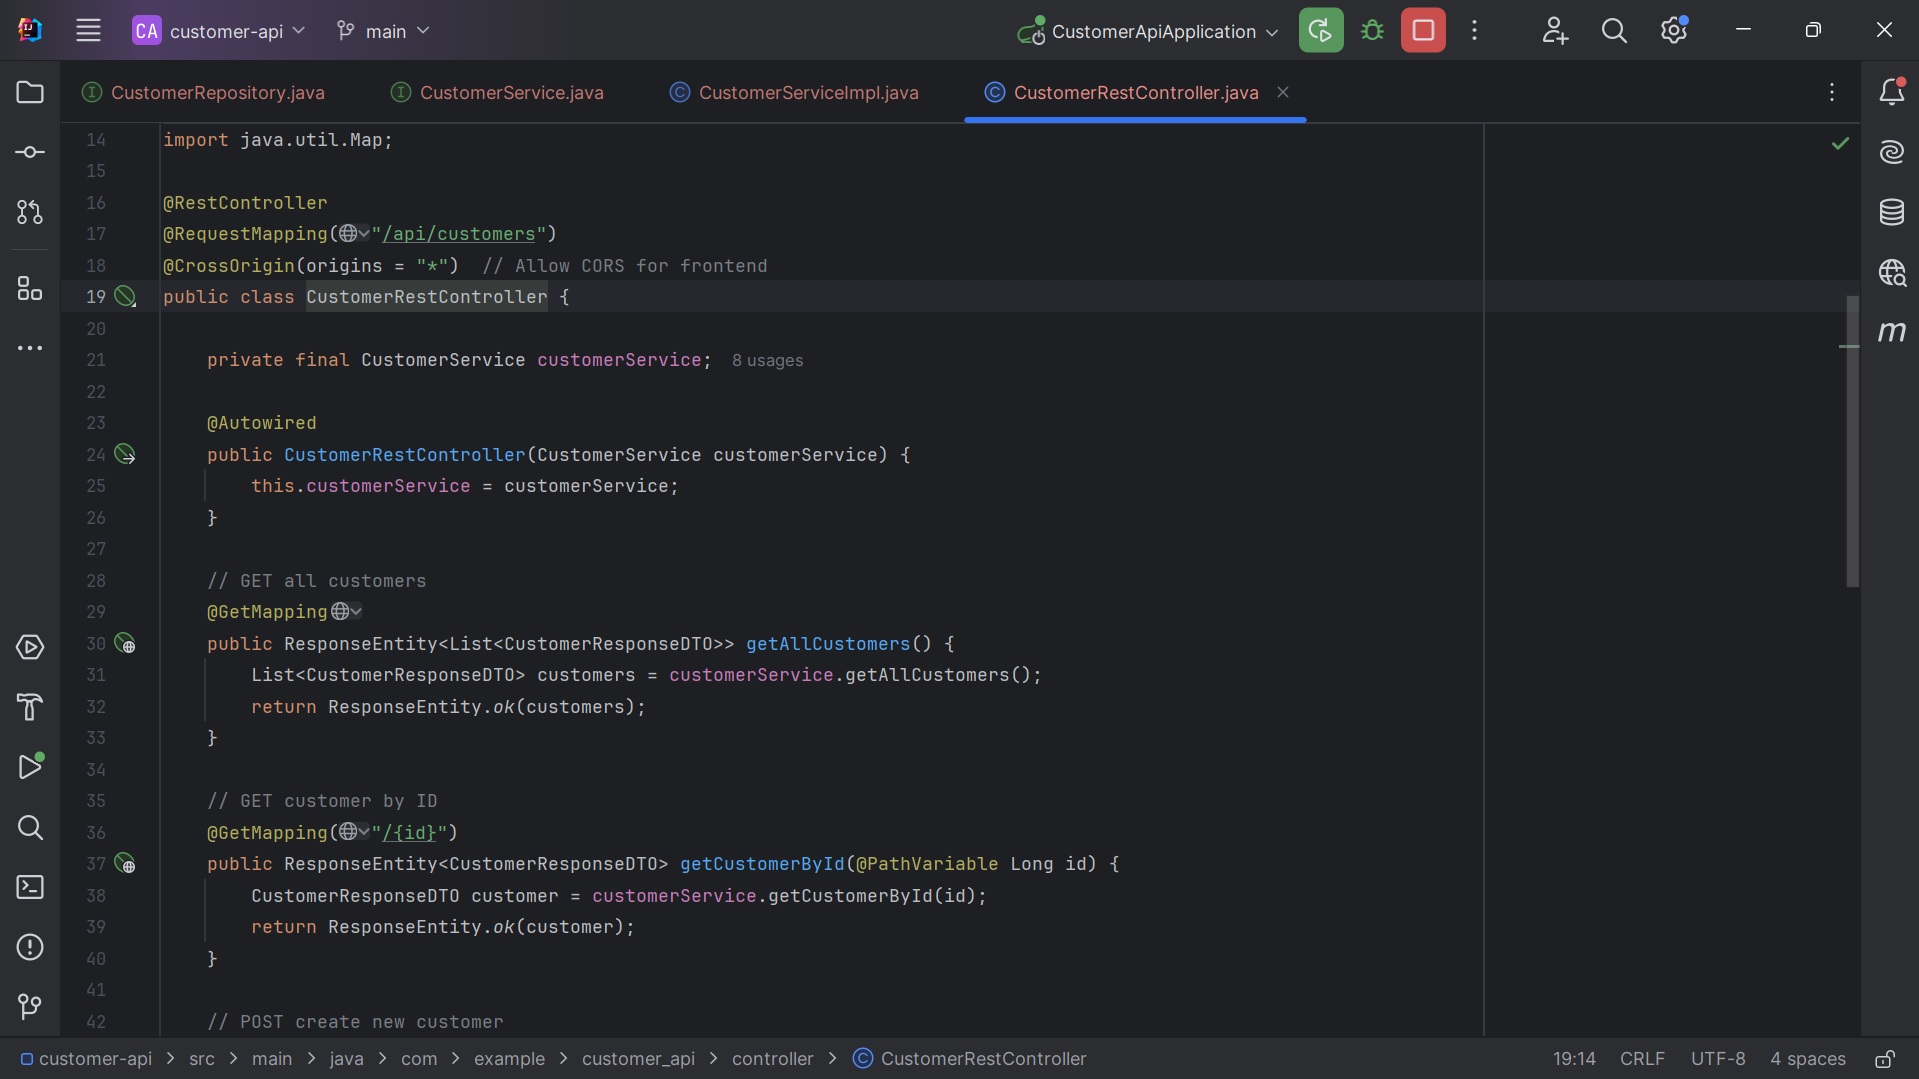 CA customer-api main CustomerApiApplication
CustomerRepository.java CustomerService.java CustomerServiceImpl.java CustomerRestController.java
14 import java.util.Map;
15
16 @RestController
17 @RequestMapping("/api/customers")
18 @CrossOrigin(origins = "*")  // Allow CORS for frontend
19 public class CustomerRestController {
20
21     private final CustomerService customerService; 8 usages
22
23     @Autowired
24     public CustomerRestController(CustomerService customerService) {
25         this.customerService = customerService;
26     }
27
28     // GET all customers
29     @GetMapping
30     public ResponseEntity<List<CustomerResponseDTO>> getAllCustomers() {
31         List<CustomerResponseDTO> customers = customerService.getAllCustomers();
32         return ResponseEntity.ok(customers);
33     }
34
35     // GET customer by ID
36     @GetMapping("/{id}")
37     public ResponseEntity<CustomerResponseDTO> getCustomerById(@PathVariable Long id) {
38         CustomerResponseDTO customer = customerService.getCustomerById(id);
39         return ResponseEntity.ok(customer);
40     }
41
42     // POST create new customer
customer-api > src > main > java > com > example > customer_api > controller > CustomerRestController 19:14 CRLF UTF-8 4 spaces